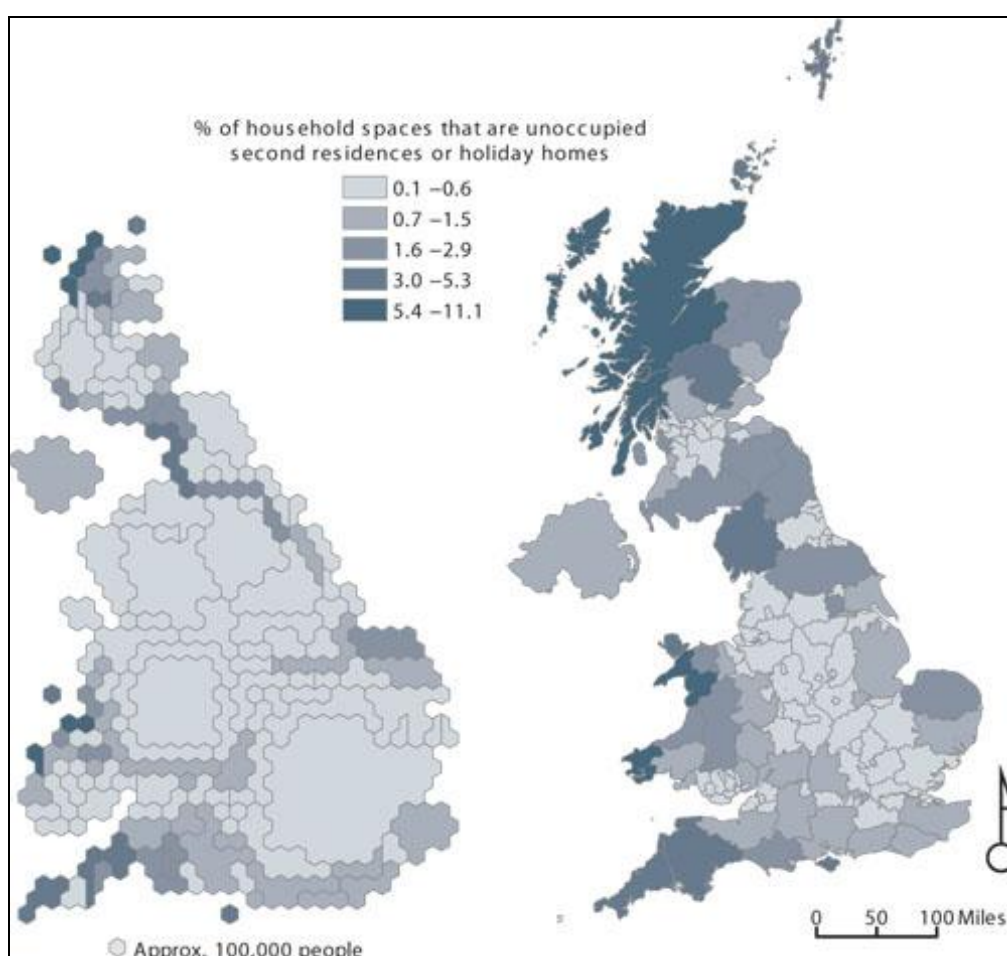 % of household spaces that are unoccupied
second residences or holiday homes
0.1 –0.6
0.7 –1.5
1.6 –2.9
3.0 –5.3
5.4 –11.1
0 50 100 Miles
Approx. 100,000 people